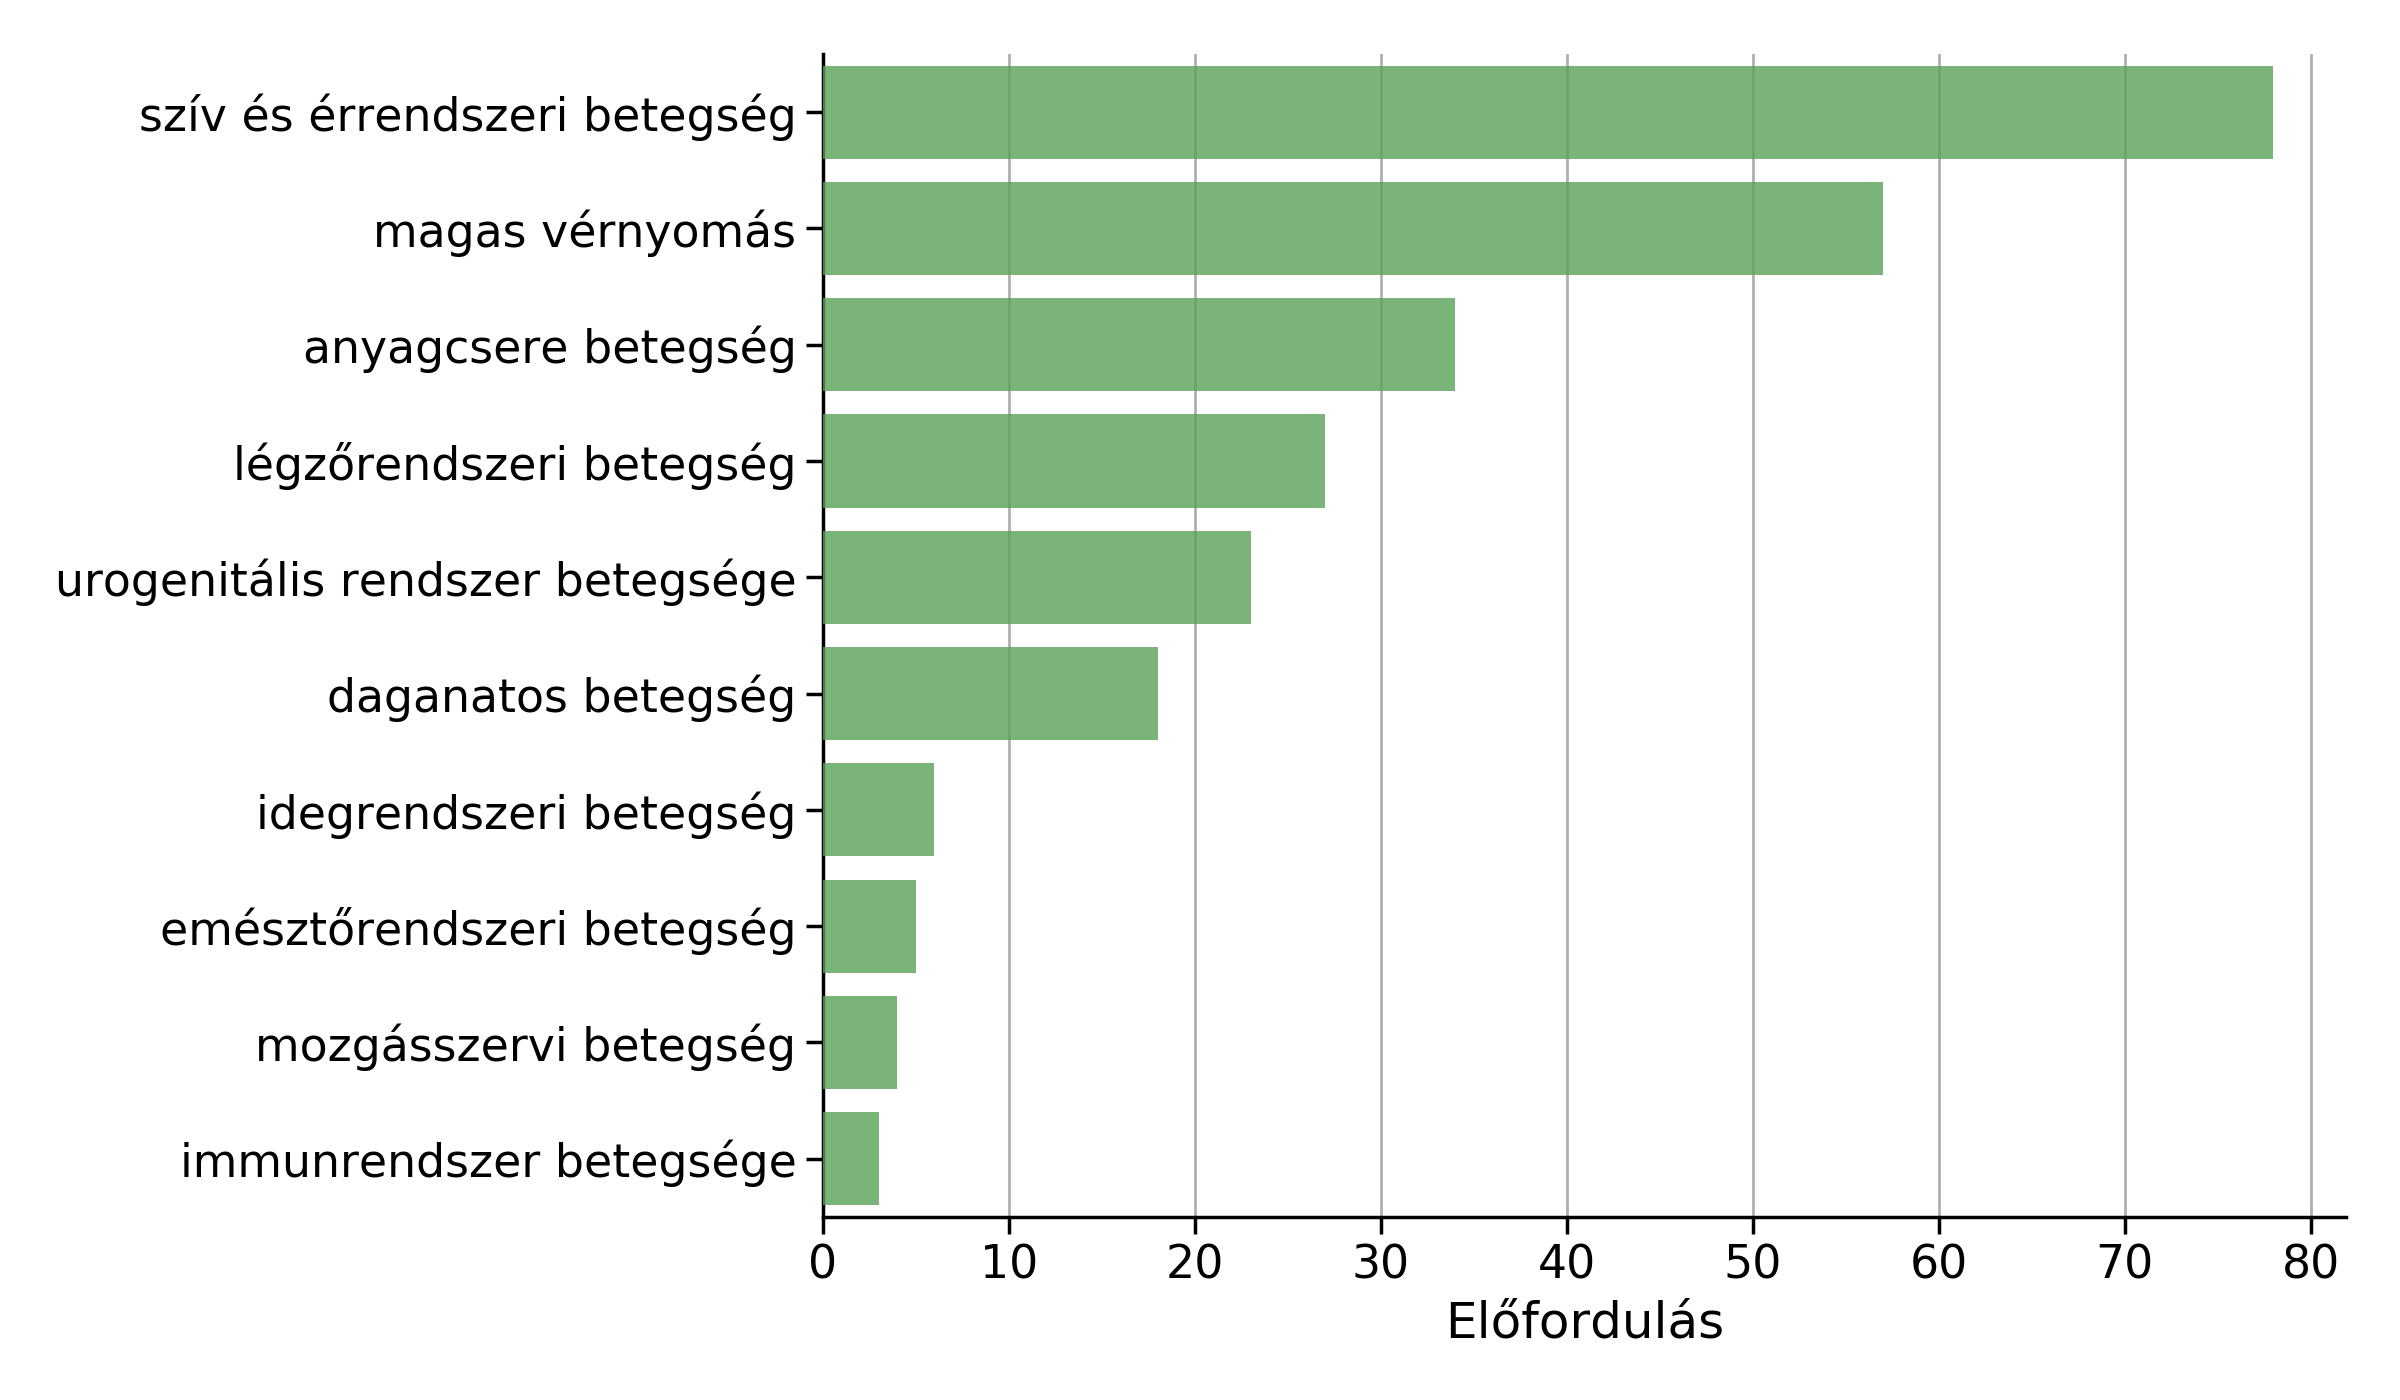 szív és érrendszeri betegség
magas vérnyomás
anyagcsere betegség
légzőrendszeri betegség
urogenitális rendszer betegsége
daganatos betegség
idegrendszeri betegség
emésztőrendszeri betegség
mozgásszervi betegség
immunrendszer betegsége
0 10 20 30 40 50 60 70 80
Előfordulás